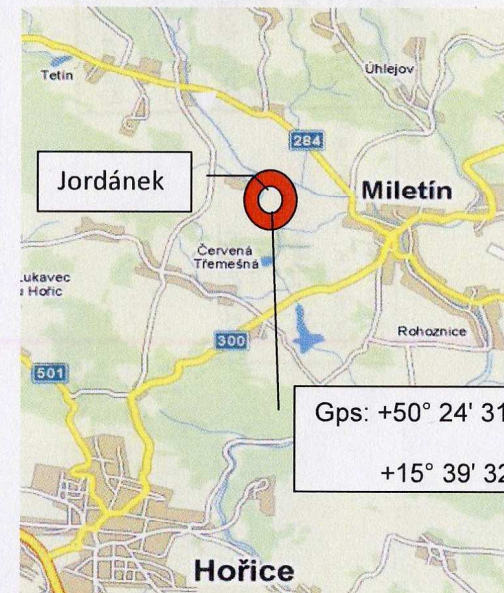 Tetín
Úhlejov
284
Jordánek
Miletín
Červená
Třemešná
Lukavec
u Hořic
Rohoznice
300
501
Gps: +50° 24' 31
+15° 39' 32
Hořice